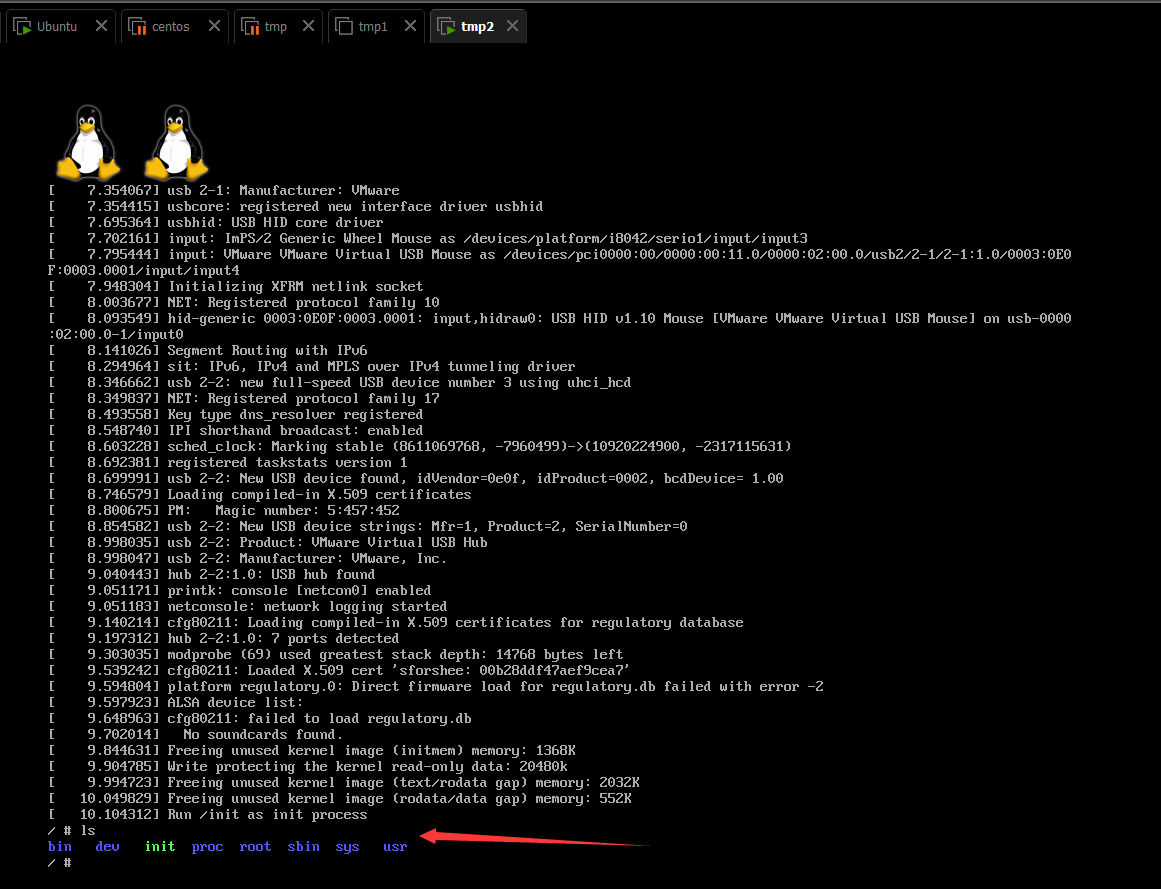 Ubuntu centos tmp tmp1 tmp2
[    7.354067] usb 2-1: Manufacturer: VMware
[    7.354415] usbcore: registered new interface driver usbhid
[    7.695364] usbhid: USB HID core driver
[    7.702161] input: ImPS/2 Generic Wheel Mouse as /devices/platform/i8042/serio1/input/input3
[    7.795444] input: VMware VMware Virtual USB Mouse as /devices/pci0000:00/0000:00:11.0/0000:02:00.0/usb2/2-1/2-1:1.0/0003:0E0
F:0003.0001/input/input4
[    7.948304] Initializing XFRM netlink socket
[    8.003677] NET: Registered protocol family 10
[    8.093549] hid-generic 0003:0E0F:0003.0001: input,hidraw0: USB HID v1.10 Mouse [VMware VMware Virtual USB Mouse] on usb-0000
:02:00.0-1/input0
[    8.141026] Segment Routing with IPv6
[    8.294964] sit: IPv6, IPv4 and MPLS over IPv4 tunneling driver
[    8.346662] usb 2-2: new full-speed USB device number 3 using uhci_hcd
[    8.349837] NET: Registered protocol family 17
[    8.493558] Key type dns_resolver registered
[    8.548740] IPI shorthand broadcast: enabled
[    8.603228] sched_clock: Marking stable (8611069768, -7960499)->(10920224900, -2317115631)
[    8.692381] registered taskstats version 1
[    8.699991] usb 2-2: New USB device found, idVendor=0e0f, idProduct=0002, bcdDevice= 1.00
[    8.746579] Loading compiled-in X.509 certificates
[    8.800675] PM:   Magic number: 5:457:452
[    8.854582] usb 2-2: New USB device strings: Mfr=1, Product=2, SerialNumber=0
[    8.998035] usb 2-2: Product: VMware Virtual USB Hub
[    8.998047] usb 2-2: Manufacturer: VMware, Inc.
[    9.040443] hub 2-2:1.0: USB hub found
[    9.051171] printk: console [netcon0] enabled
[    9.051183] netconsole: network logging started
[    9.140214] cfg80211: Loading compiled-in X.509 certificates for regulatory database
[    9.197312] hub 2-2:1.0: 7 ports detected
[    9.303035] modprobe (69) used greatest stack depth: 14768 bytes left
[    9.539242] cfg80211: Loaded X.509 cert 'sforshee: 00b28ddf47aef9cea7'
[    9.594804] platform regulatory.0: Direct firmware load for regulatory.db failed with error -2
[    9.597923] ALSA device list:
[    9.648963] cfg80211: failed to load regulatory.db
[    9.702014]   No soundcards found.
[    9.844631] Freeing unused kernel image (initmem) memory: 1368K
[    9.904785] Write protecting the kernel read-only data: 20480k
[    9.994723] Freeing unused kernel image (text/rodata gap) memory: 2032K
[   10.049829] Freeing unused kernel image (rodata/data gap) memory: 552K
[   10.104312] Run /init as init process
/ # ls
bin   dev   init  proc  root  sbin  sys   usr
/ #